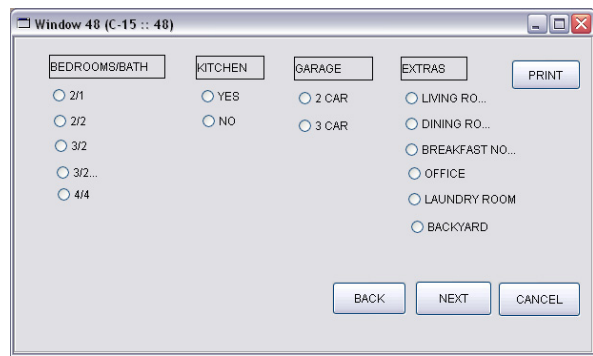 Window 48 (C-15 :: 48)
BEDROOMS/BATH
2/1
2/2
3/2
3/2...
4/4
KITCHEN
YES
NO
GARAGE
2 CAR
3 CAR
EXTRAS
LIVING RO...
DINING RO...
BREAKFAST NO...
OFFICE
LAUNDRY ROOM
BACKYARD
PRINT
BACK
NEXT
CANCEL